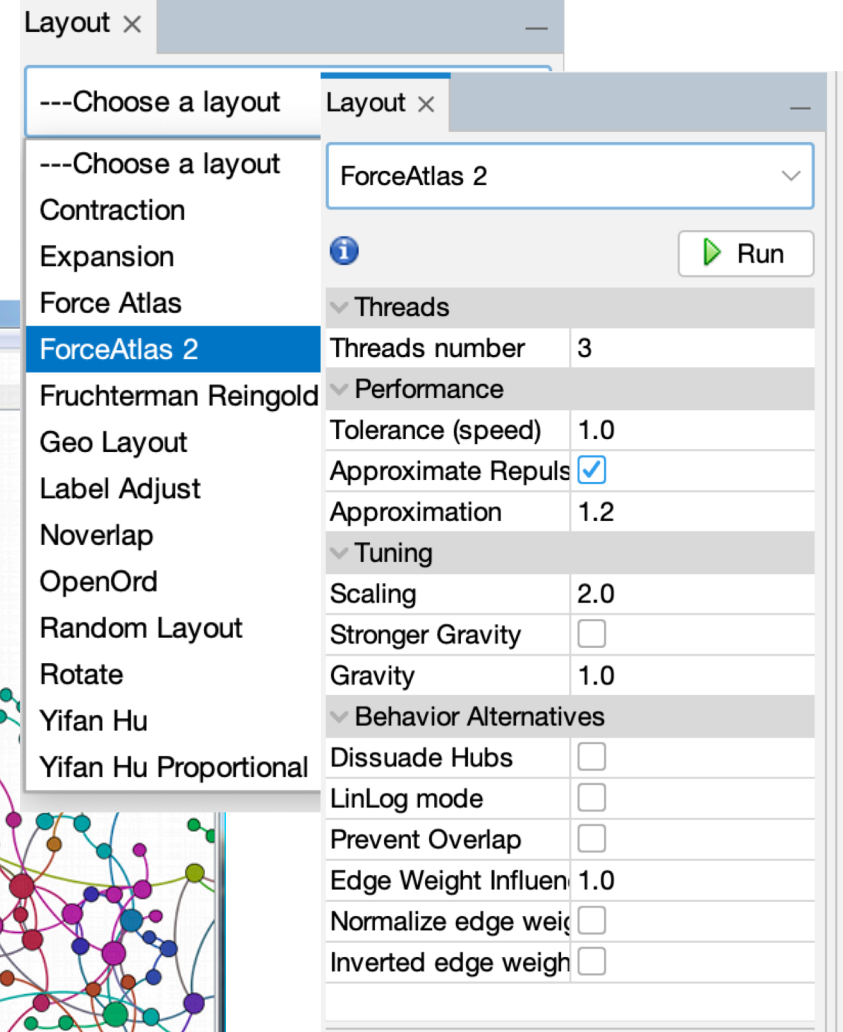 Layout
---Choose a layout
---Choose a layout
Contraction
Expansion
Force Atlas
ForceAtlas 2
Fruchterman Reingold
Geo Layout
Label Adjust
Noverlap
OpenOrd
Random Layout
Rotate
Yifan Hu
Yifan Hu Proportional
Layout
ForceAtlas 2
Run
Threads
Threads number 3
Performance
Tolerance (speed) 1.0
Approximate Repuls
Approximation 1.2
Tuning
Scaling 2.0
Stronger Gravity
Gravity 1.0
Behavior Alternatives
Dissuade Hubs
LinLog mode
Prevent Overlap
Edge Weight Influen 1.0
Normalize edge weig
Inverted edge weigh